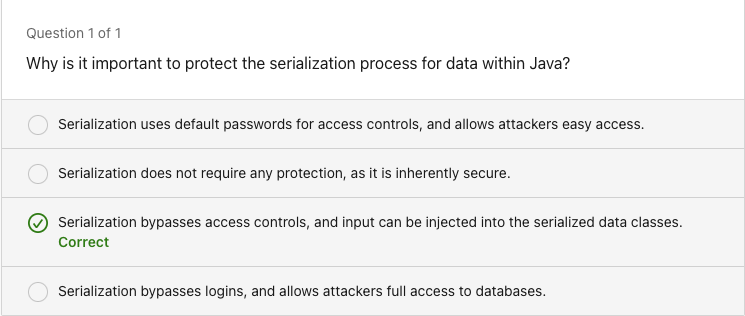 Question 1 of 1
Why is it important to protect the serialization process for data within Java?
Serialization uses default passwords for access controls, and allows attackers easy access.
Serialization does not require any protection, as it is inherently secure.
Serialization bypasses access controls, and input can be injected into the serialized data classes.
Correct
Serialization bypasses logins, and allows attackers full access to databases.